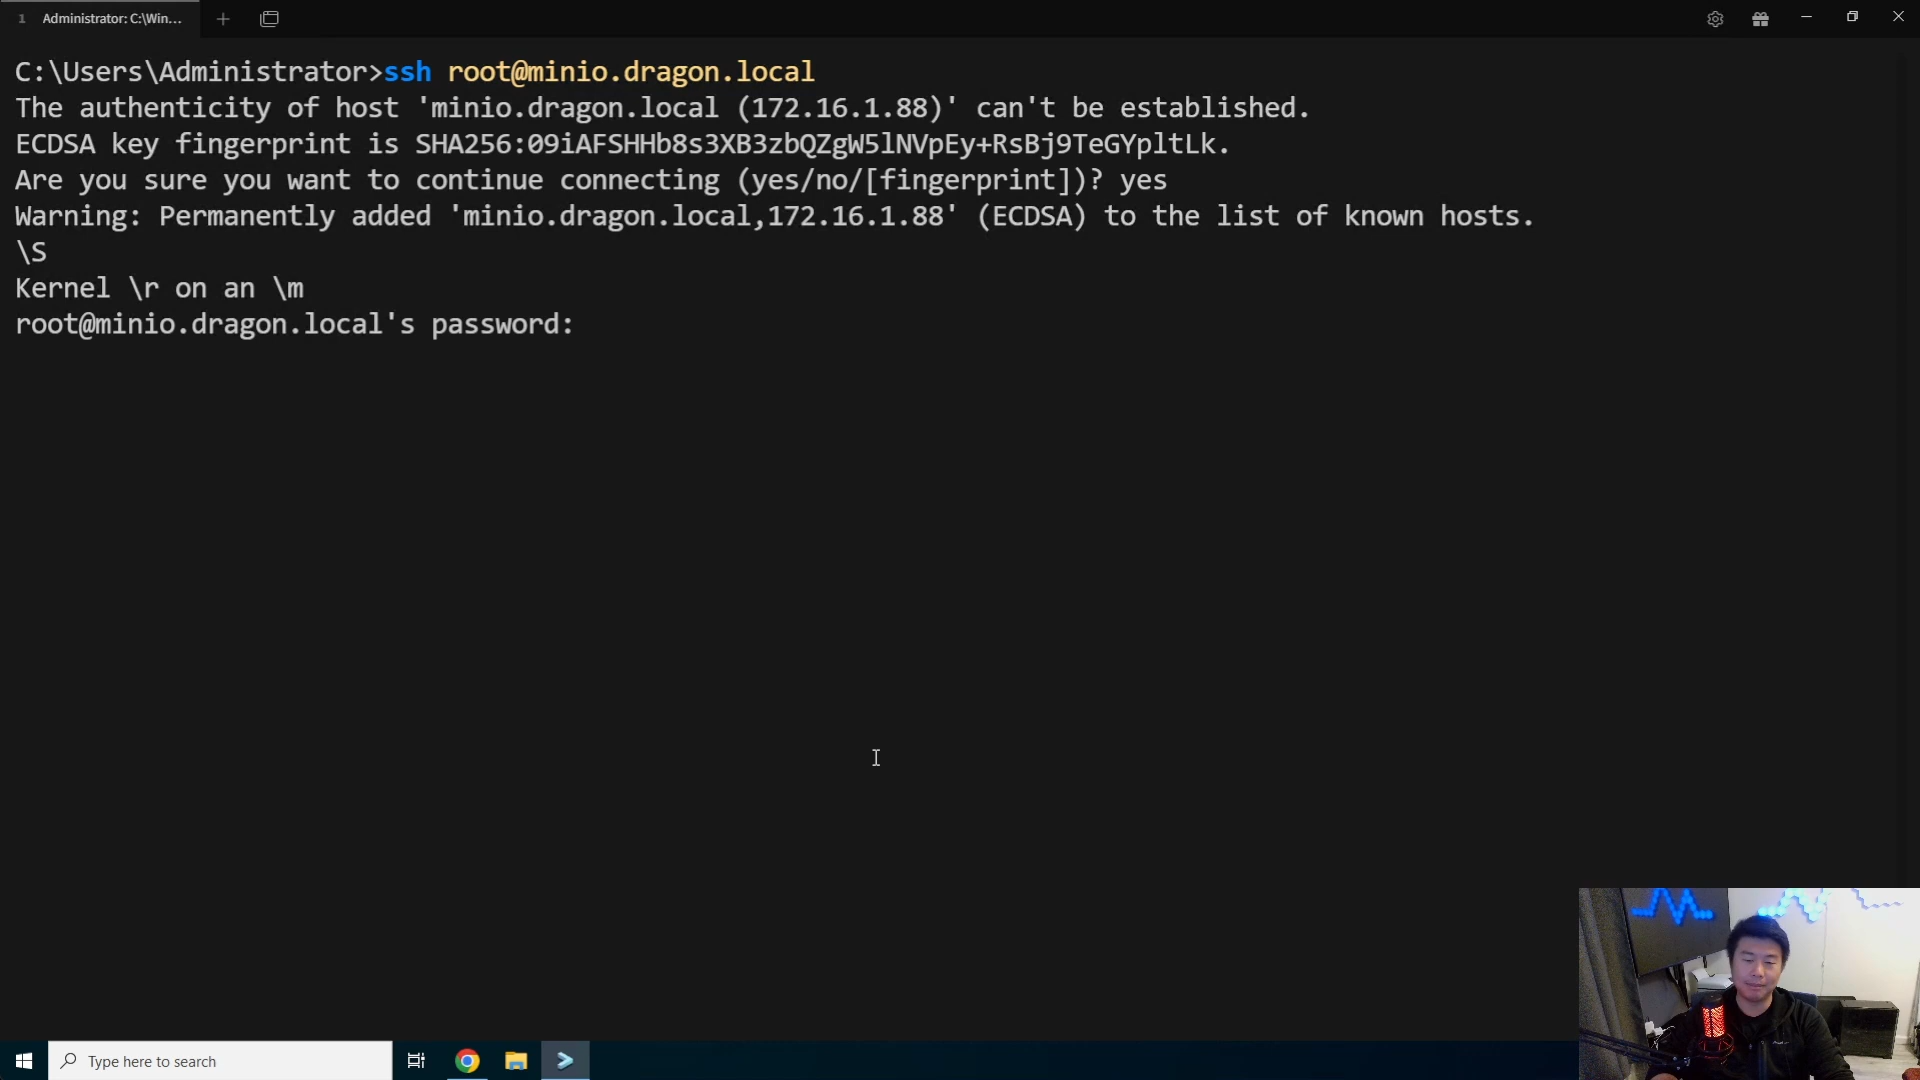 1 Administrator: C:\Win...
C:\Users\Administrator>ssh root@minio.dragon.local
The authenticity of host 'minio.dragon.local (172.16.1.88)' can't be established.
ECDSA key fingerprint is SHA256:09iAFSHHb8s3XB3zbQZgW5lNVpEy+RsBj9TeGYpltLk.
Are you sure you want to continue connecting (yes/no/[fingerprint])? yes
Warning: Permanently added 'minio.dragon.local,172.16.1.88' (ECDSA) to the list of known hosts.
\S
Kernel \r on an \m
root@minio.dragon.local's password:
Type here to search